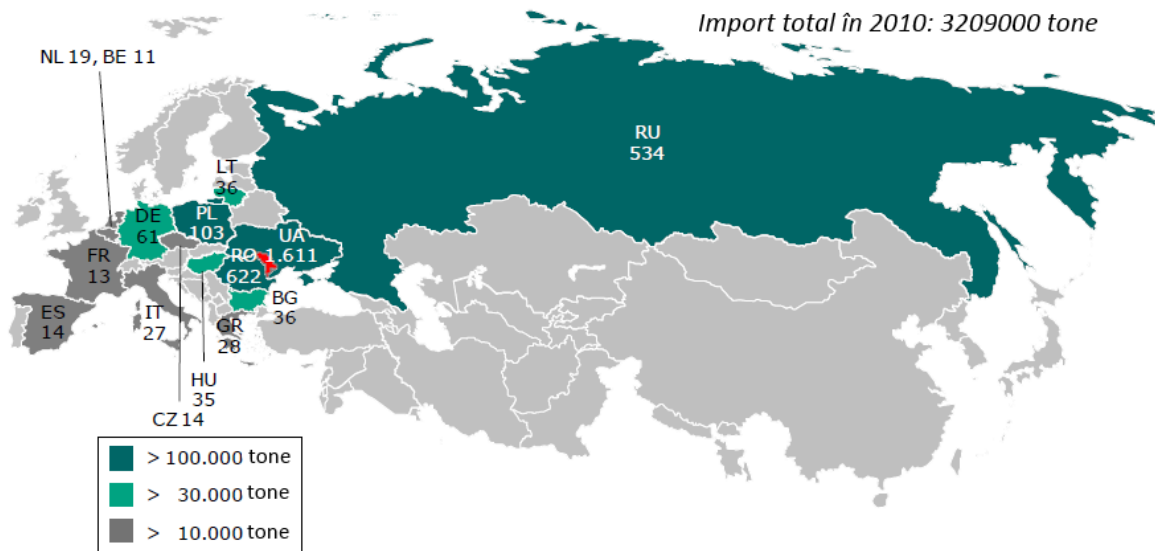 Import total în 2010: 3209000 tone
NL 19, BE 11
RU
534
LT
36
DE
61
PL
103
UA
1.611
RO
622
FR
13
BG
36
ES
14
IT
27
GR
28
HU
35
CZ 14
> 100.000 tone
> 30.000 tone
> 10.000 tone